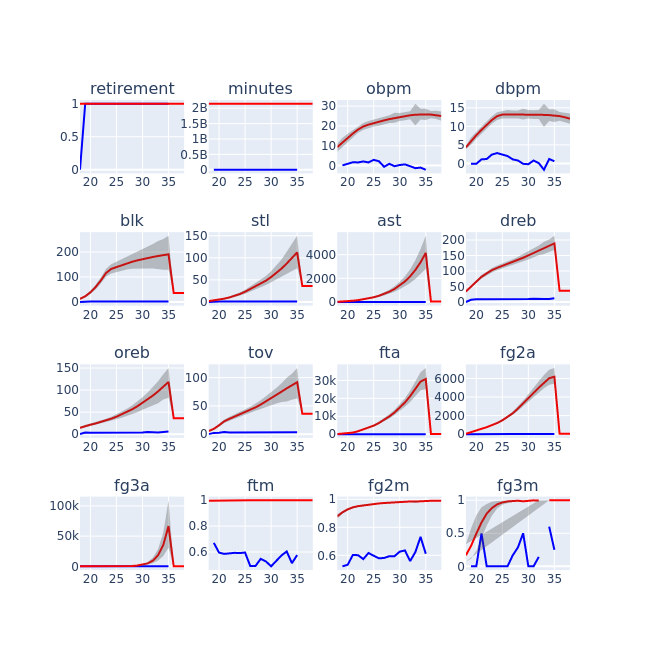 retirement minutes obpm dbpm
1 2B 30 15
1.5B 20 10
0.5 1B 10 5
0.5B 0 0
0 0
20 25 30 35 20 25 30 35 20 25 30 35 20 25 30 35
blk stl ast dreb
200 150 4000 200
100 100 2000 150
0 50 0 100
0 50
0
20 25 30 35 20 25 30 35 20 25 30 35 20 25 30 35
oreb tov fta fg2a
150 100 30k 6000
100 50 20k 4000
50 0 10k 2000
0 0 0
20 25 30 35 20 25 30 35 20 25 30 35 20 25 30 35
fg3a ftm fg2m fg3m
100k 1 1 1
50k 0.8 0.8 0.5
0 0.6 0.6 0
20 25 30 35 20 25 30 35 20 25 30 35 20 25 30 35